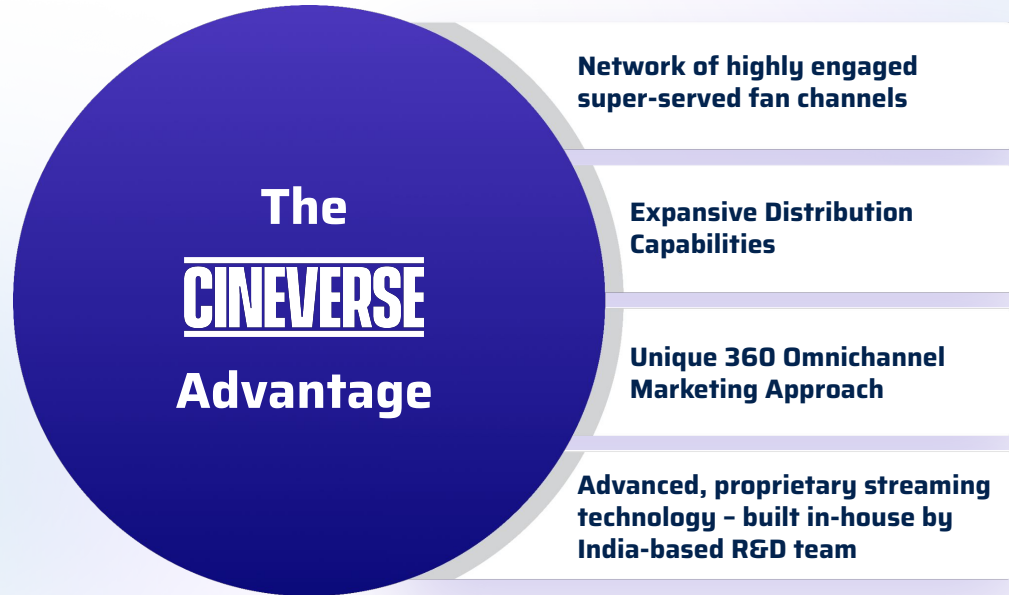 The
CINEVERSE
Advantage
Network of highly engaged
super-served fan channels
Expansive Distribution
Capabilities
Unique 360 Omnichannel
Marketing Approach
Advanced, proprietary streaming
technology – built in-house by
India-based R&D team